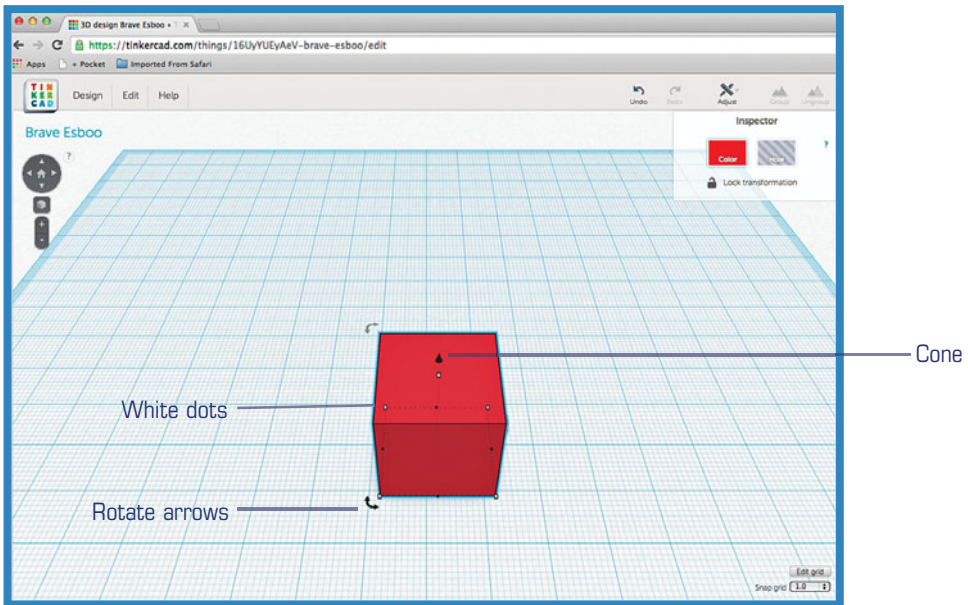 3D design Brave Esboo • T ×
https://tinkercad.com/things/16UyYUEyAeV-brave-esboo/edit
Apps + Pocket Imported From Safari
TIN
KER
CAD
Design Edit Help
Undo Redo Adjust Group Ungroup
Brave Esboo
?
Inspector
?
Color Hole
Lock transformation
+
-
Cone
White dots
Rotate arrows
Edit grid
Snap grid 1.0